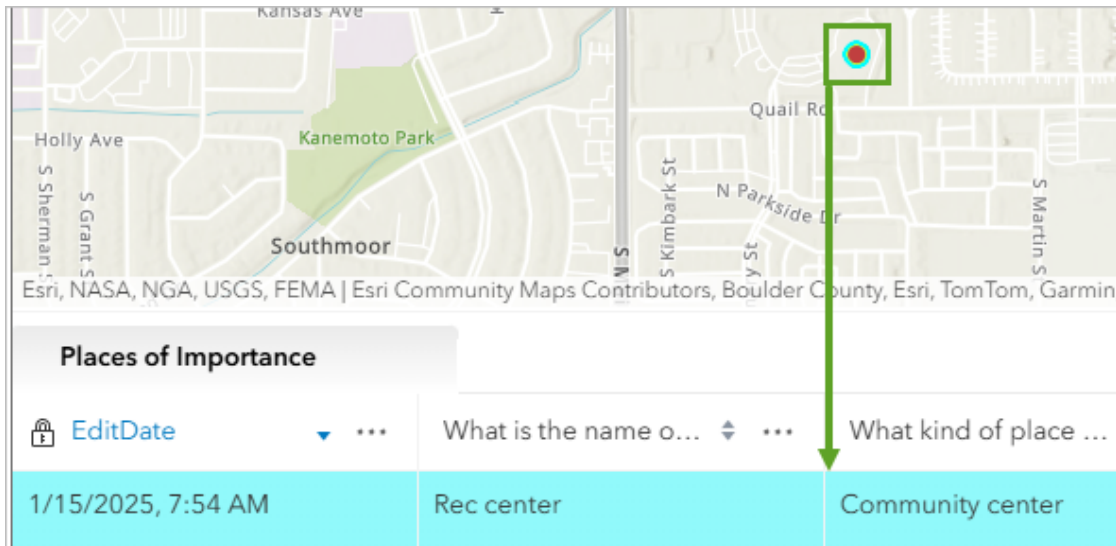 Kansas Ave
Quail Rd
Holly Ave
Kanemoto Park
S Sherman
S Grant S
S Kimbark St
N Parkside Dr
S Martin S
Southmoor
S M
nery St
Esri, NASA, NGA, USGS, FEMA | Esri Community Maps Contributors, Boulder County, Esri, TomTom, Garmin
Places of Importance
EditDate ... What is the name o... ... What kind of place ...
1/15/2025, 7:54 AM Rec center Community center